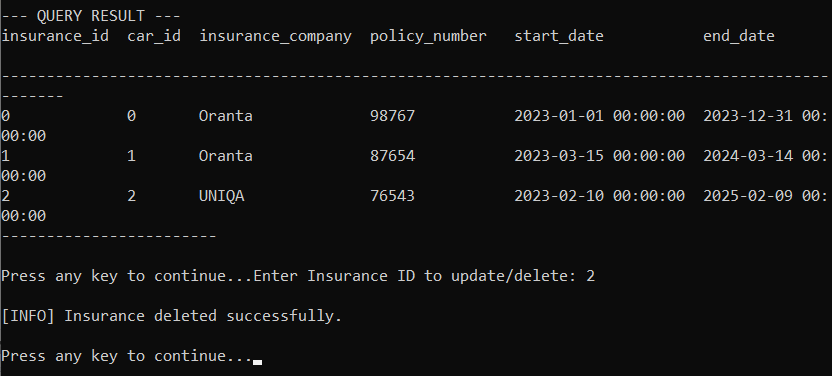 --- QUERY RESULT ---
insurance_id  car_id  insurance_company  policy_number   start_date           end_date
--------------------------------------------------------------------------------------------
-------
0             0       Oranta             98767           2023-01-01 00:00:00  2023-12-31 00:
00:00
1             1       Oranta             87654           2023-03-15 00:00:00  2024-03-14 00:
00:00
2             2       UNIQA              76543           2023-02-10 00:00:00  2025-02-09 00:
00:00
------------------------
Press any key to continue...Enter Insurance ID to update/delete: 2
[INFO] Insurance deleted successfully.
Press any key to continue...